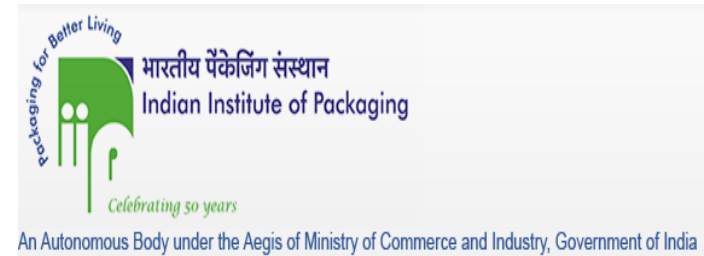 Packaging for Better Living
भारतीय पैकेजिंग संस्थान
Indian Institute of Packaging
iip
Celebrating 50 years
An Autonomous Body under the Aegis of Ministry of Commerce and Industry, Government of India